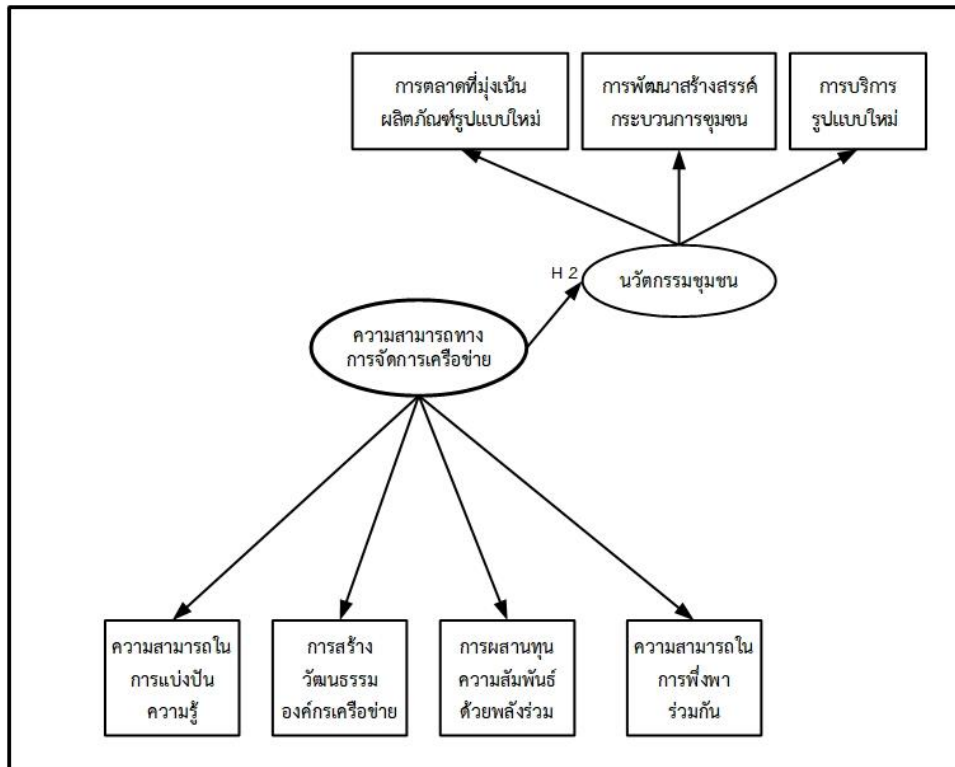 การตลาดที่มุ่งเน้น
ผลิตภัณฑ์รูปแบบใหม่
การพัฒนาสร้างสรรค์
กระบวนการชุมชน
การบริการ
รูปแบบใหม่
H 2
นวัตกรรมชุมชน
ความสามารถทาง
การจัดการเครือข่าย
ความสามารถใน
การแบ่งปัน
ความรู้
การสร้าง
วัฒนธรรม
องค์กรเครือข่าย
การผสานทุน
ความสัมพันธ์
ด้วยพลังร่วม
ความสามารถใน
การพึ่งพา
ร่วมกัน